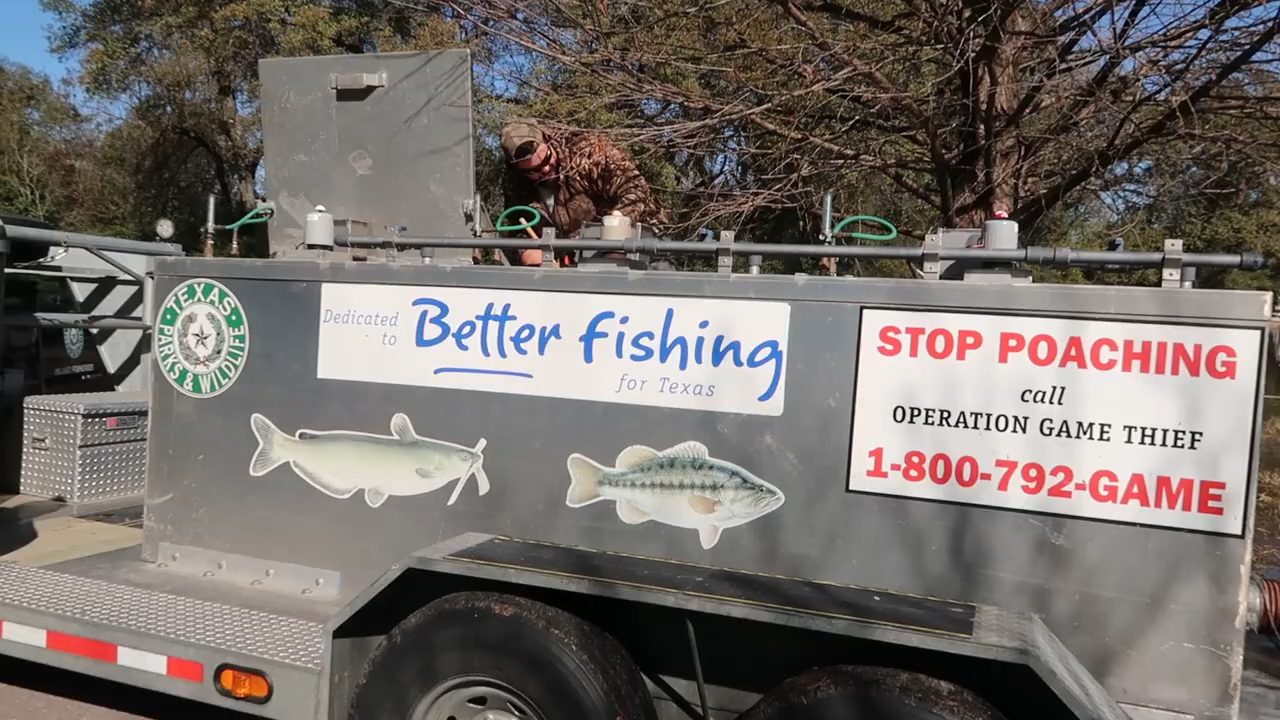 TEXAS
PARKS & WILDLIFE
Dedicated
to
Better fishing
for Texas
STOP POACHING
call
OPERATION GAME THIEF
1-800-792-GAME